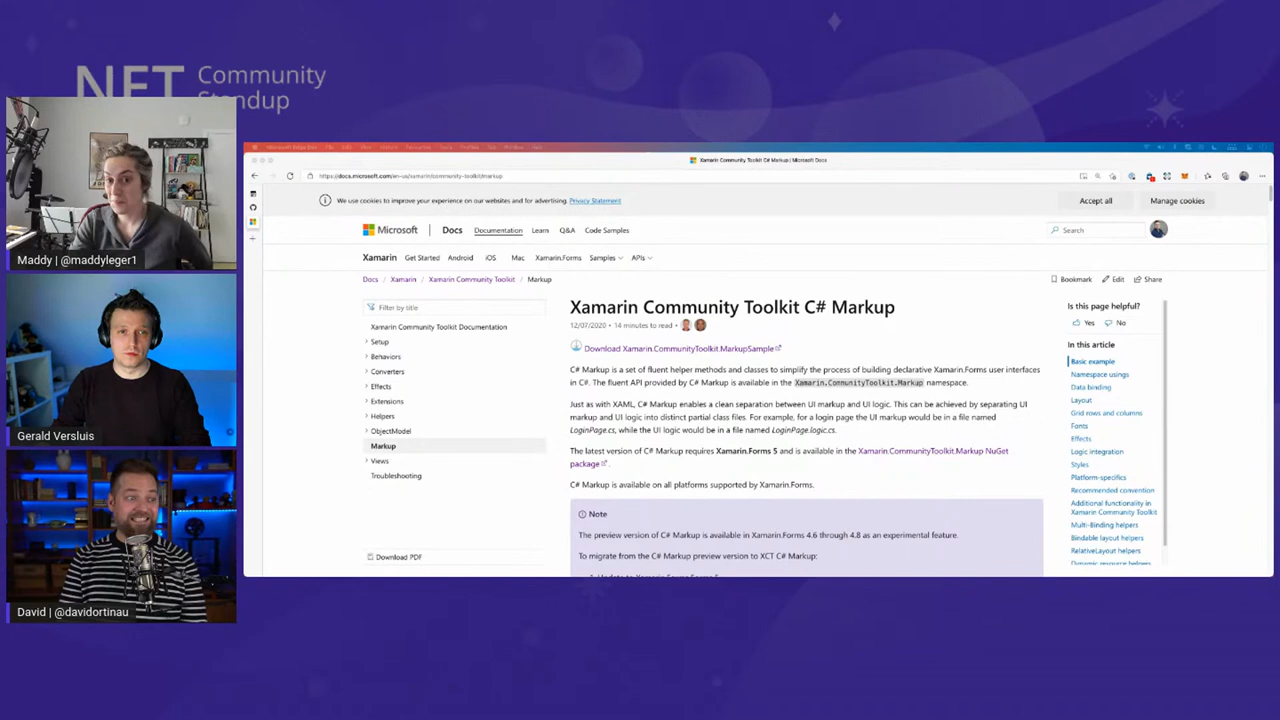 NET Community
Standup
Maddy | @maddyleger1
Gerald Versluis
David | @davidortinau
Xamarin Community Toolkit C# Markup | Microsoft Docs
https://docs.microsoft.com/en-us/xamarin/community-toolkit/markup
We use cookies to improve your experience on our websites and for advertising. Privacy Statement
Accept all
Manage cookies
Microsoft
Docs
Documentation
Learn
Q&A
Code Samples
Search
Xamarin
Get Started
Android
iOS
Mac
Xamarin.Forms
Samples
APIs
Docs
Xamarin
Xamarin Community Toolkit
Markup
Bookmark
Edit
Share
Filter by title
Xamarin Community Toolkit Documentation
Setup
Behaviors
Converters
Effects
Extensions
Helpers
ObjectModel
Markup
Views
Troubleshooting
Download PDF
Xamarin Community Toolkit C# Markup
12/07/2020 • 14 minutes to read •
Download Xamarin.CommunityToolkit.MarkupSample
C# Markup is a set of fluent helper methods and classes to simplify the process of building declarative Xamarin.Forms user interfaces
in C#. The fluent API provided by C# Markup is available in the Xamarin.CommunityToolkit.Markup namespace.
Just as with XAML, C# Markup enables a clean separation between UI markup and UI logic. This can be achieved by separating UI
markup and UI logic into distinct partial class files. For example, for a login page the UI markup would be in a file named
LoginPage.cs, while the UI logic would be in a file named LoginPage.logic.cs.
The latest version of C# Markup requires Xamarin.Forms 5 and is available in the Xamarin.CommunityToolkit.Markup NuGet
package.
C# Markup is available on all platforms supported by Xamarin.Forms.
Note
The preview version of C# Markup is available in Xamarin.Forms 4.6 through 4.8 as an experimental feature.
To migrate from the C# Markup preview version to XCT C# Markup:
Is this page helpful?
Yes
No
In this article
Basic example
Namespace usings
Data binding
Layout
Grid rows and columns
Fonts
Effects
Logic integration
Styles
Platform-specifics
Recommended convention
Additional functionality in
Xamarin Community Toolkit
Multi-Binding helpers
Bindable layout helpers
RelativeLayout helpers
Dynamic resource helpers